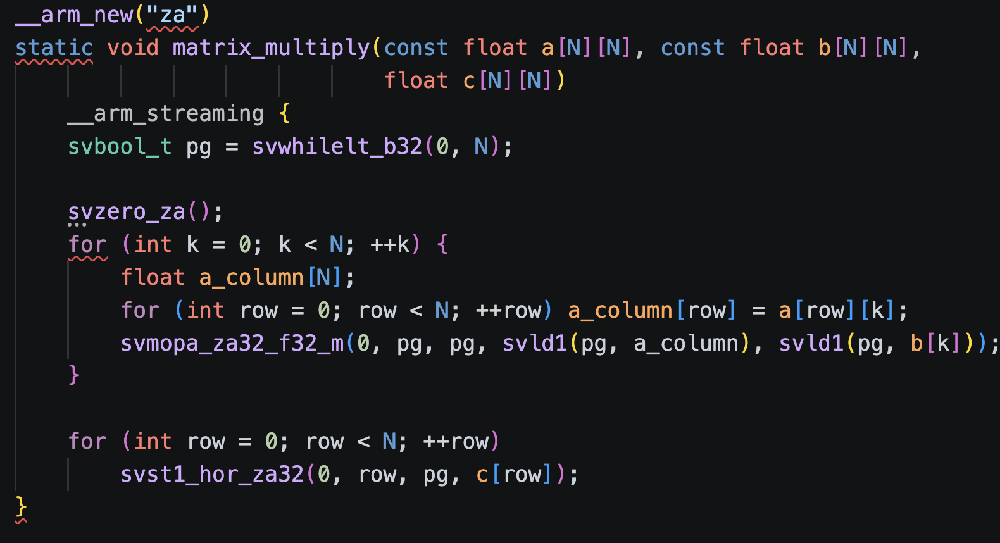 __arm_new("za")
static void matrix_multiply(const float a[N][N], const float b[N][N],
float c[N][N])
__arm_streaming {
svbool_t pg = svwhilelt_b32(0, N);
svzero_za();
for (int k = 0; k < N; ++k) {
float a_column[N];
for (int row = 0; row < N; ++row) a_column[row] = a[row][k];
svmopa_za32_f32_m(0, pg, pg, svld1(pg, a_column), svld1(pg, b[k]));
}
for (int row = 0; row < N; ++row)
svst1_hor_za32(0, row, pg, c[row]);
}